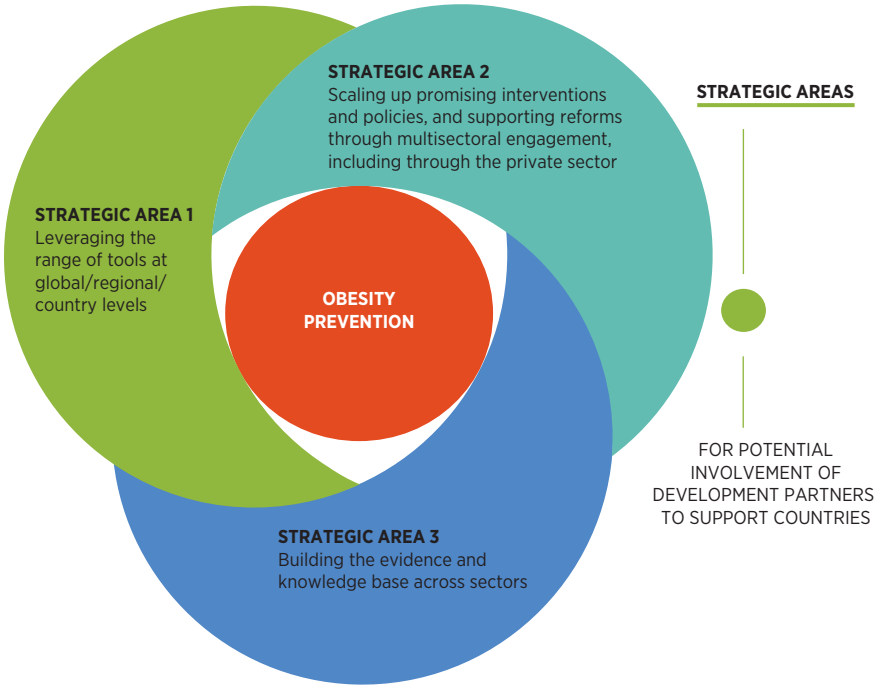 STRATEGIC AREA 2
Scaling up promising interventions
and policies, and supporting reforms
through multisectoral engagement,
including through the private sector
STRATEGIC AREA 1
Leveraging the
range of tools at
global/regional/
country levels
OBESITY
PREVENTION
STRATEGIC AREA 3
Building the evidence and
knowledge base across sectors
STRATEGIC AREAS
FOR POTENTIAL
INVOLVEMENT OF
DEVELOPMENT PARTNERS
TO SUPPORT COUNTRIES